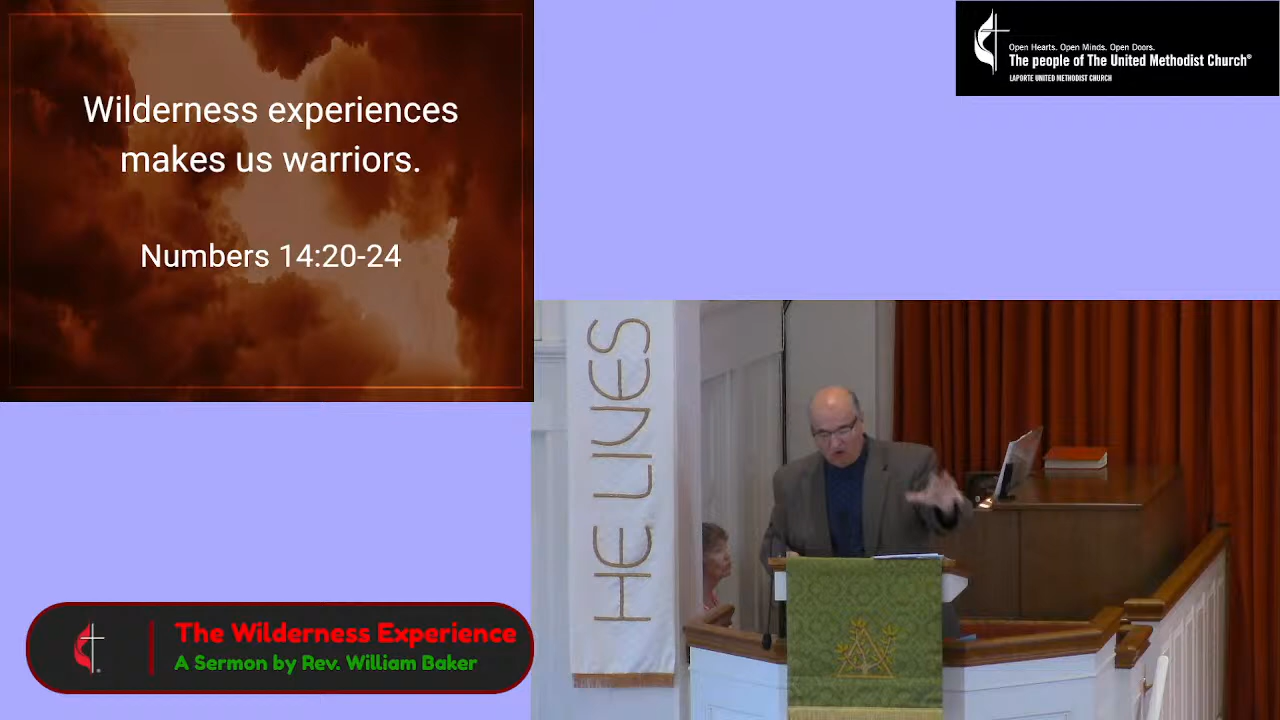 Wilderness experiences
makes us warriors.
Numbers 14:20-24
Open Hearts. Open Minds. Open Doors.
The people of The United Methodist Church®
LAPORTE UNITED METHODIST CHURCH
HE LIVES
The Wilderness Experience
A Sermon by Rev. William Baker